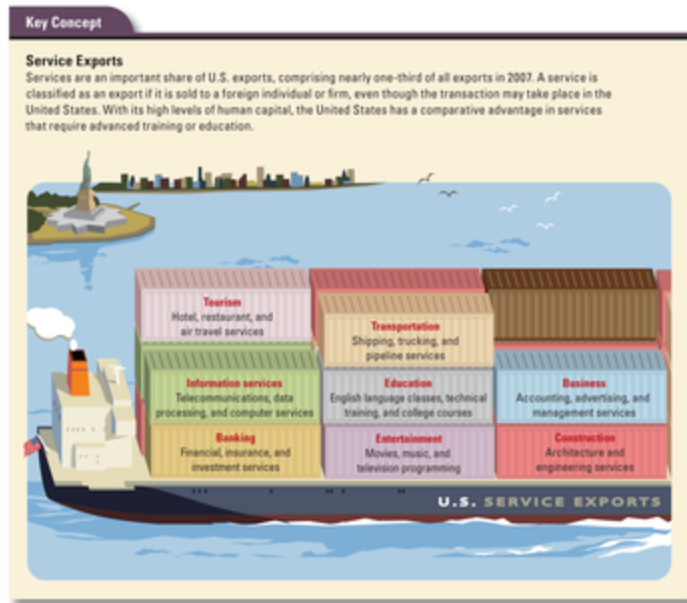 Key Concept
Service Exports
Services are an important share of U.S. exports, comprising nearly one-third of all exports in 2007. A service is
classified as an export if it is sold to a foreign individual or firm, even though the transaction may take place in the
United States. With its high levels of human capital, the United States has a comparative advantage in services
that require advanced training or education.
Tourism
Hotel, restaurant, and
air travel services
Transportation
Shipping, trucking, and
pipeline services
Information services
Telecommunications, data
processing, and computer services
Education
English language classes, technical
training, and college courses
Business
Accounting, advertising, and
management services
Banking
Financial, insurance, and
investment services
Entertainment
Movies, music, and
television programming
Construction
Architecture and
engineering services
U.S. SERVICE EXPORTS